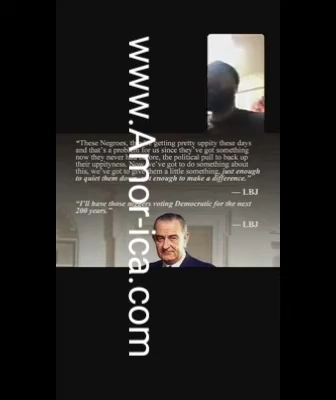 www.Amor-ica.com
“These Negroes, getting pretty uppity these days
and that’s a problem for us since they’ve got something
now they never had before, the political pull to back up
their uppityness. Now we’ve got to do something about
this, we’ve got to give them a little something, just enough
to quiet them down, not enough to make a difference.”
— LBJ
“I’ll have those voting Democratic for the next
200 years.”
— LBJ